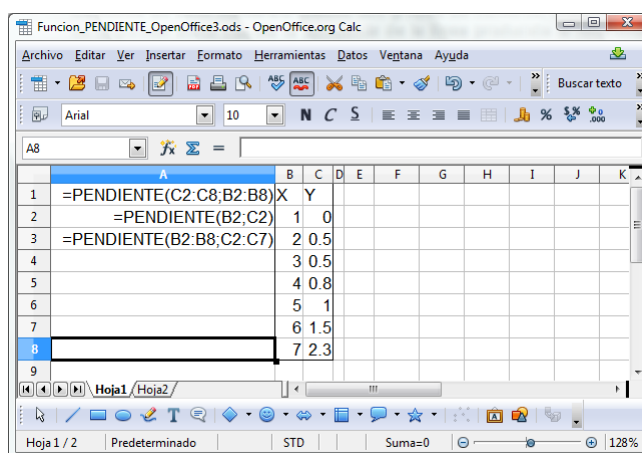 Funcion_PENDIENTE_OpenOffice3.ods - OpenOffice.org Calc
Archivo Editar Ver Insertar Formato Herramientas Datos Ventana Ayuda
ABC ABC Buscar texto
Arial 10 N C S % $% .000
A8 =
A B C D E F G H I J K
1 =PENDIENTE(C2:C8;B2:B8) X Y
2 =PENDIENTE(B2;C2) 1 0
3 =PENDIENTE(B2:B8;C2:C7) 2 0.5
4 3 0.5
5 4 0.8
6 5 1
7 6 1.5
8 7 2.3
9
Hoja1 Hoja2
T
Hoja 1 / 2 Predeterminado STD Suma=0 128%